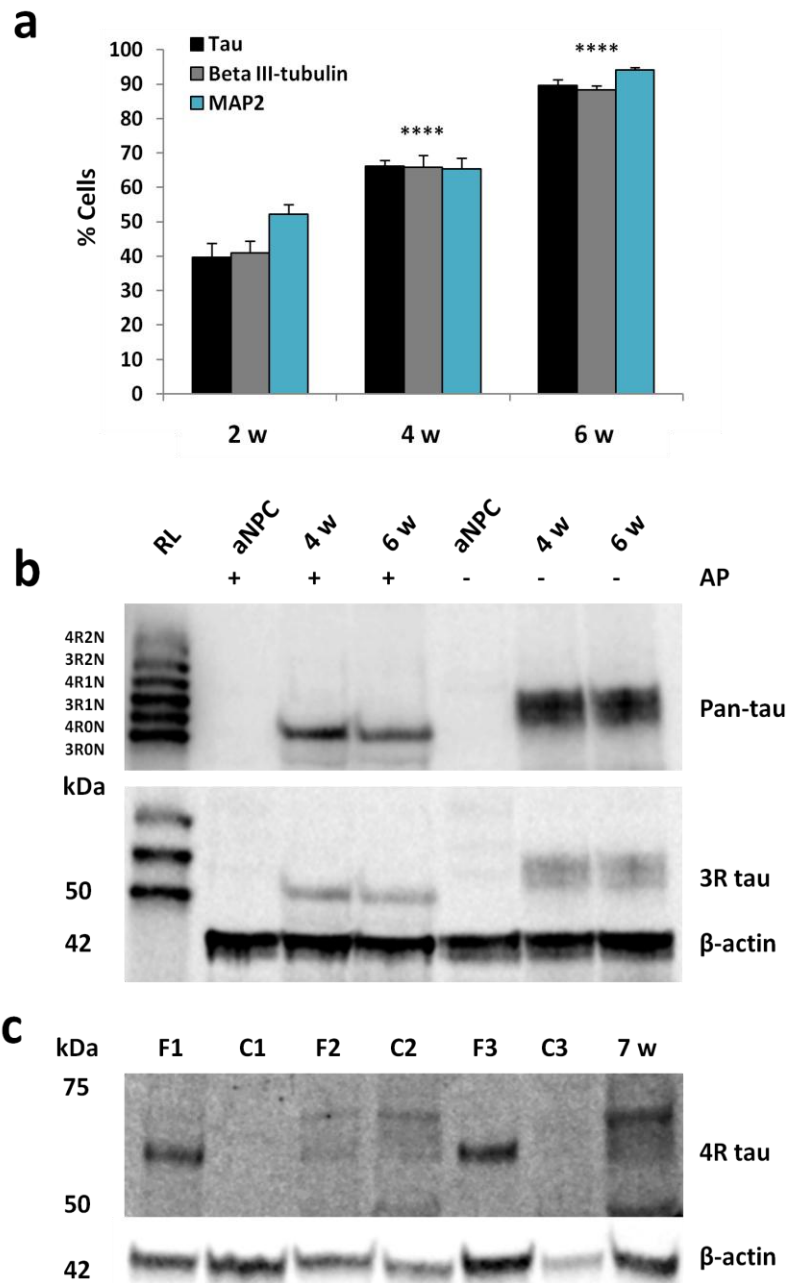 a
Tau
Beta III-tubulin
MAP2
100
90
80
70
60
50
40
30
20
10
0
% Cells
****
****
2 w 4 w 6 w
b
RL aNPC 4 w 6 w aNPC 4 w 6 w
+ + + - - - AP
4R2N
3R2N
4R1N
3R1N
4R0N
3R0N
Pan-tau
kDa
50
3R tau
42
β-actin
c
kDa F1 C1 F2 C2 F3 C3 7 w
75
4R tau
50
42
β-actin